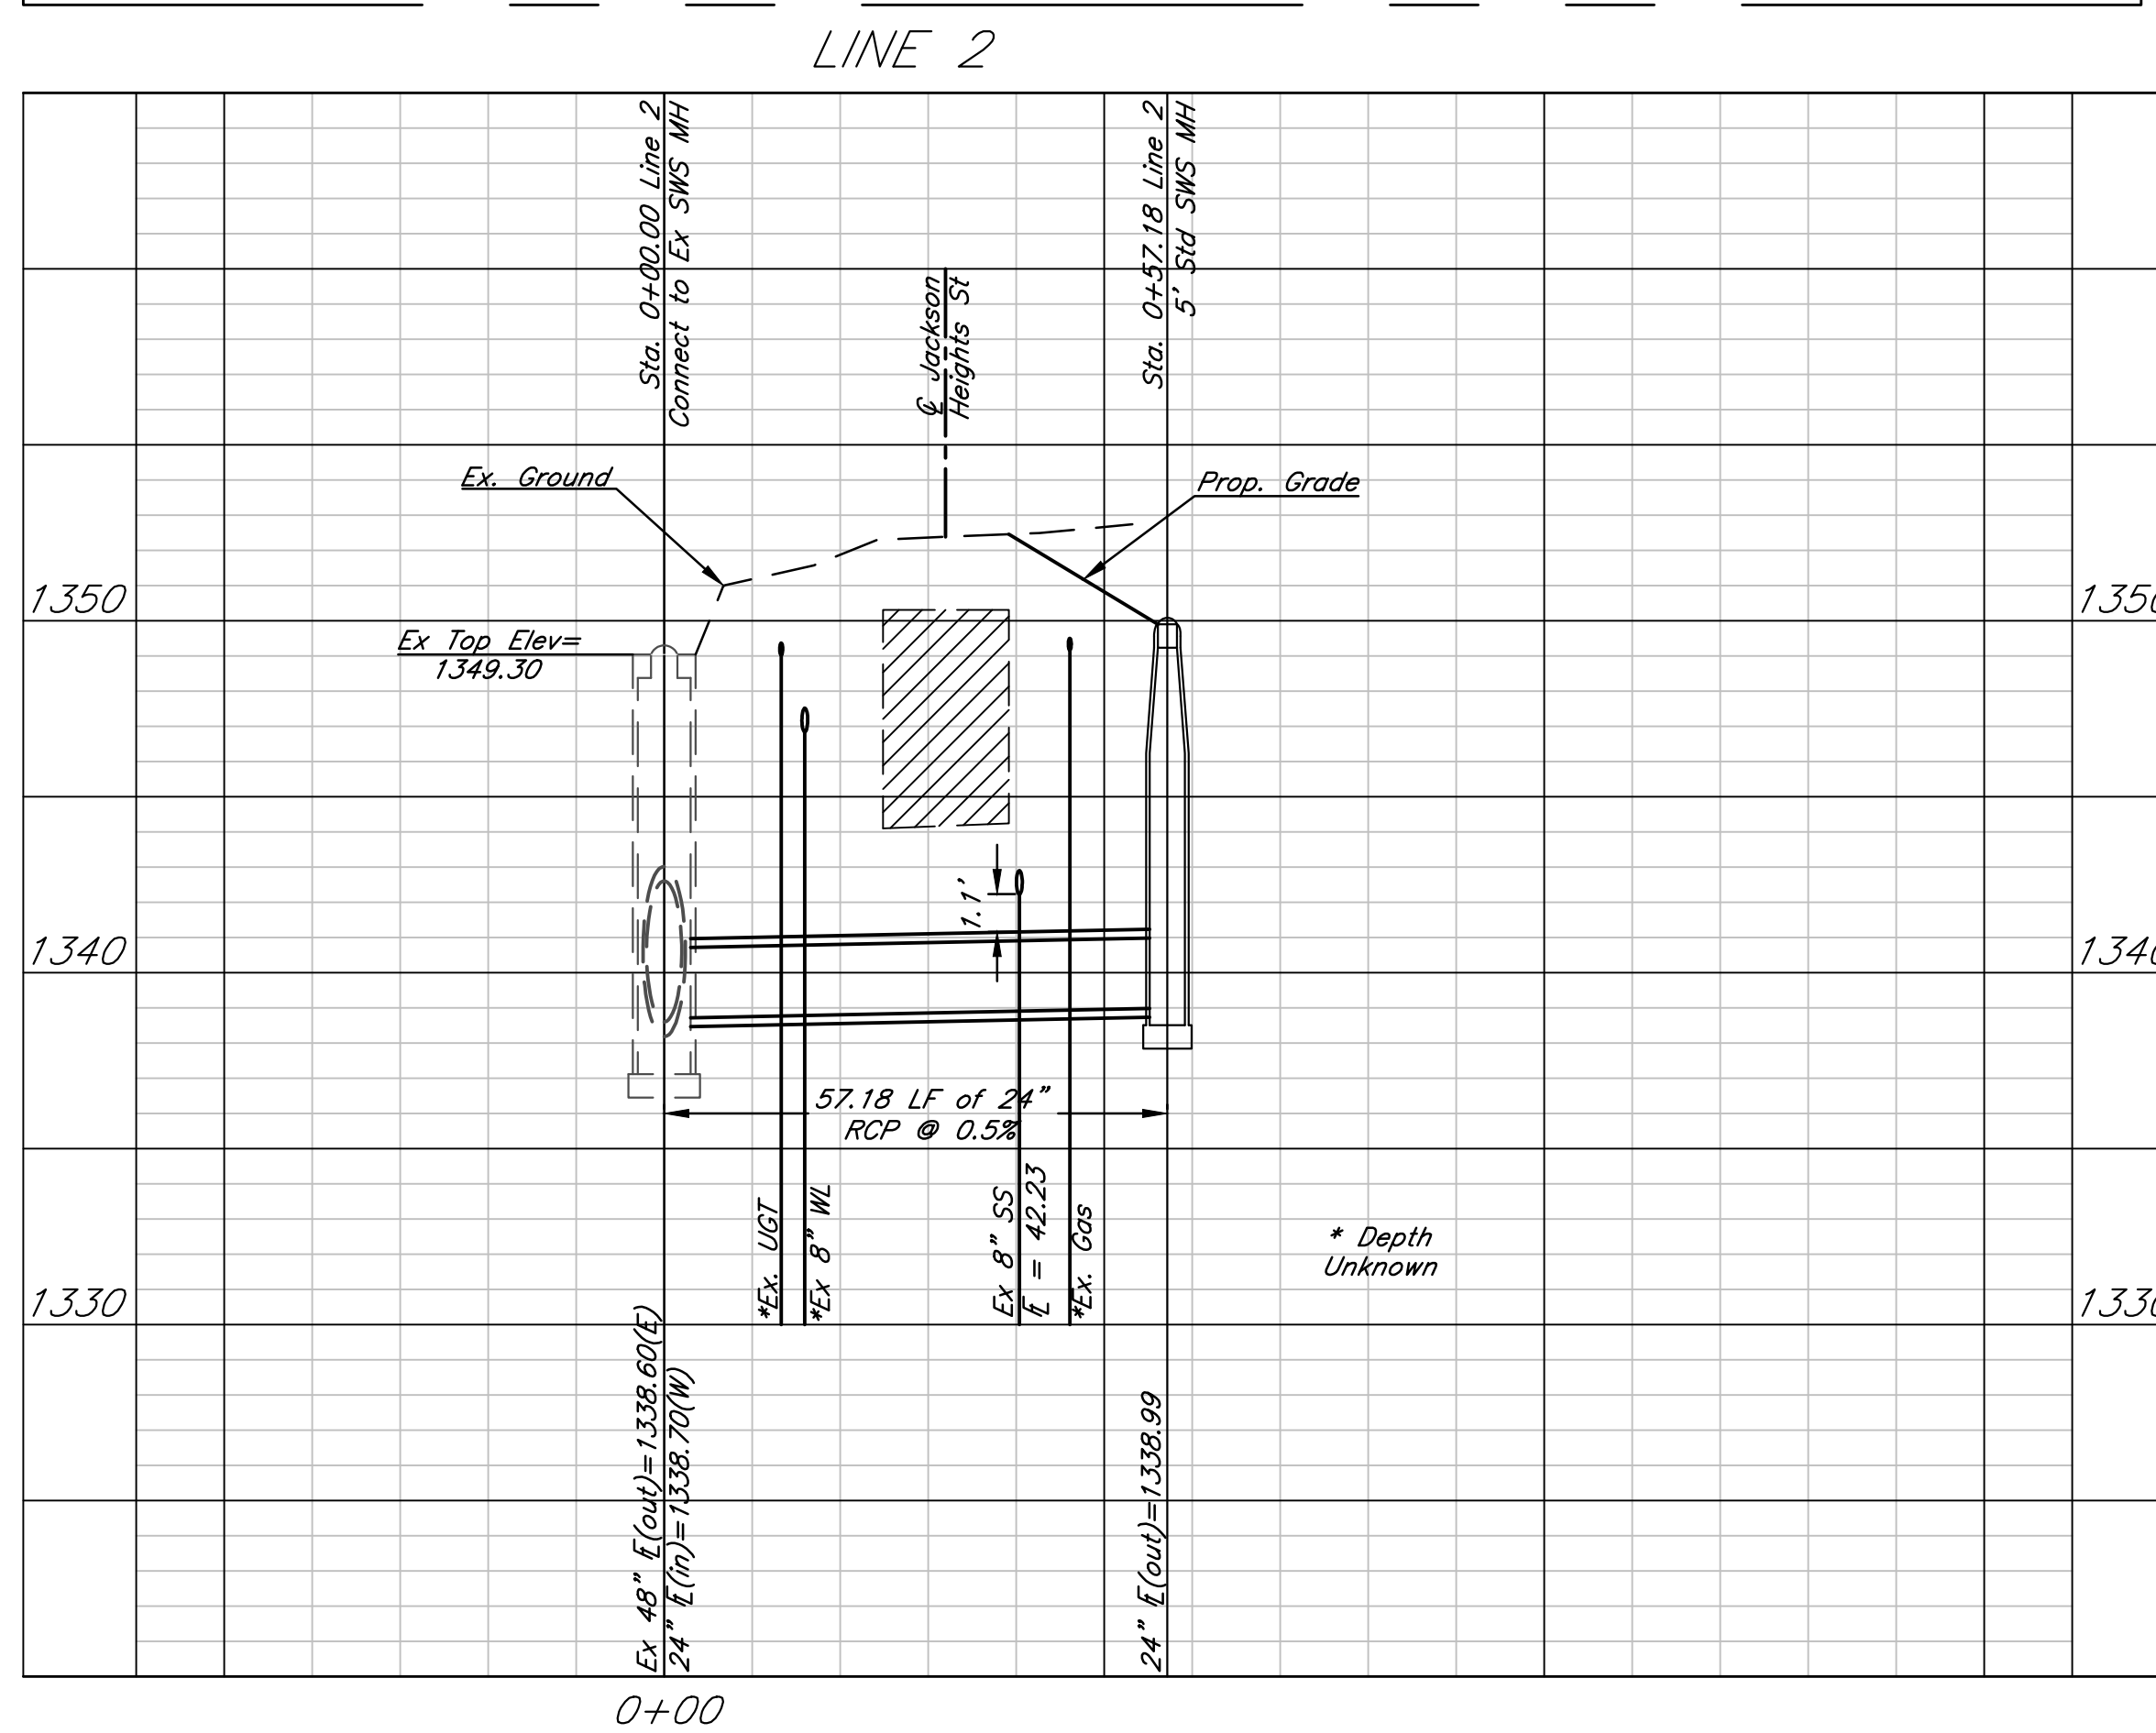 LINE 2
Sta. 0+00.00 Line 2
Connect to Ex SWS MH
℄ Jackson
Heights St
Sta. 0+57.18 Line 2
5' Std SWS MH
Ex. Ground
Prop. Grade
1350
1350
Ex Top Elev=
1349.30
1.1'
1340
1340
57.18 LF of 24"
RCP @ 0.5%
*Ex. UGT
*Ex 8" WL
Ex 8" SS
℄ = 42.23
*Ex. Gas
* Depth
Unknown
1330
1330
Ex 48" ℄(out)=1338.60(E)
24" ℄(in)=1338.70(W)
24" ℄(out)=1338.99
0+00